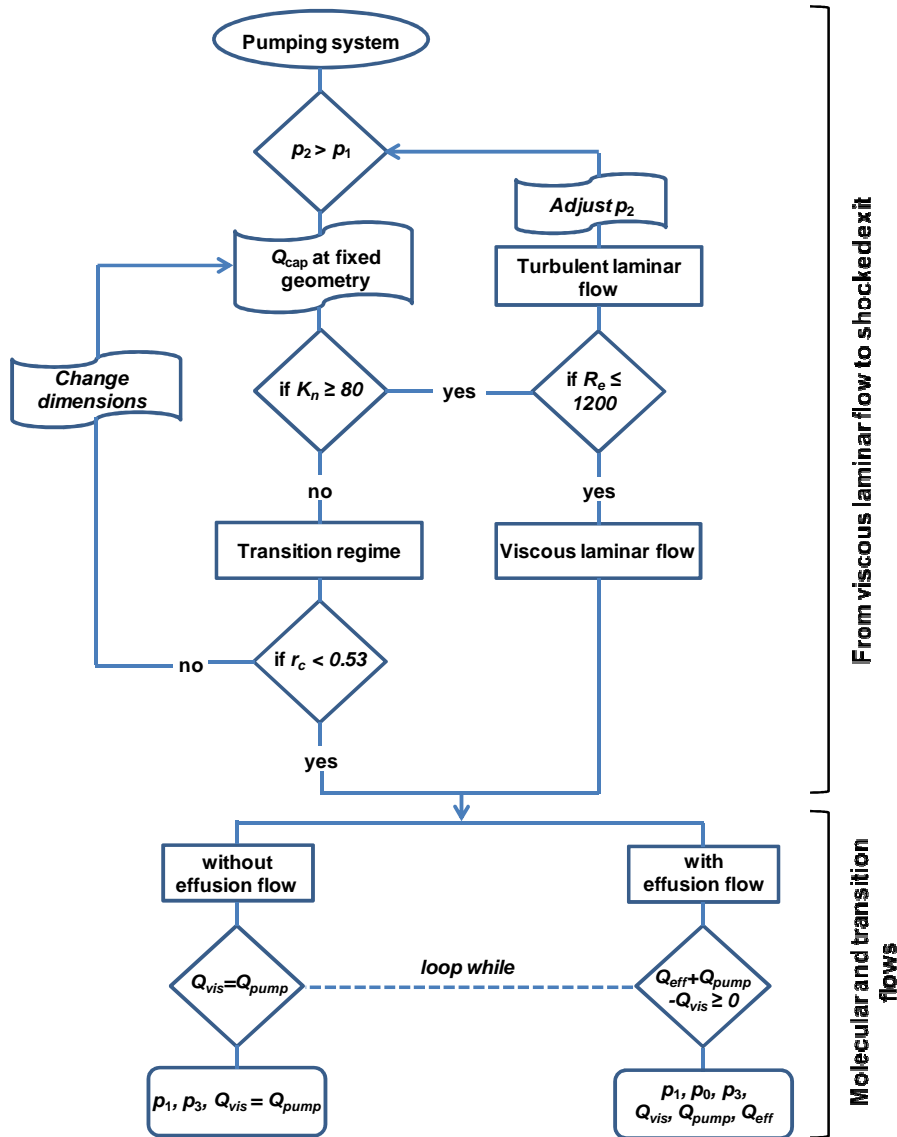 Pumping system
p2 > p1
Adjust p2
Qcap at fixed
geometry
Turbulent laminar
flow
Change
dimensions
if Kn ≥ 80
yes
if Re ≤
1200
no
yes
Transition regime
Viscous laminar flow
no
if rc < 0.53
yes
From viscous laminar flow to shockedexit
without
effusion flow
with
effusion flow
Qvis=Qpump
loop while
Qeff+Qpump
-Qvis ≥ 0
p1, p3, Qvis = Qpump
p1, p0, p3,
Qvis, Qpump, Qeff
Molecular and transition
flows